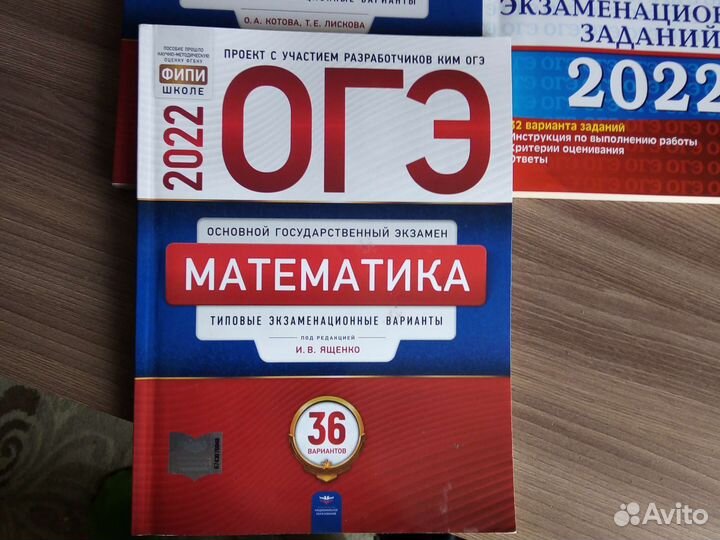 О. А. КОТОВА, Т. Е. ЛИСКОВА
ЭКЗАМЕНАЦИОН
ЗАДАНИЙ
2022
32 варианта заданий
Инструкция по выполнению работы
Критерии оценивания
Ответы
ПОСОБИЕ ПРОШЛО
НАУЧНО-МЕТОДИЧЕСКУЮ
ОЦЕНКУ ФГБНУ
ФИПИ
ШКОЛЕ
ПРОЕКТ С УЧАСТИЕМ РАЗРАБОТЧИКОВ КИМ ОГЭ
2022
ОГЭ
ОСНОВНОЙ ГОСУДАРСТВЕННЫЙ ЭКЗАМЕН
МАТЕМАТИКА
ТИПОВЫЕ ЭКЗАМЕНАЦИОННЫЕ ВАРИАНТЫ
ПОД РЕДАКЦИЕЙ
И. В. ЯЩЕНКО
36
ВАРИАНТОВ
НАЦИОНАЛЬНОЕ
ОБРАЗОВАНИЕ
Avito